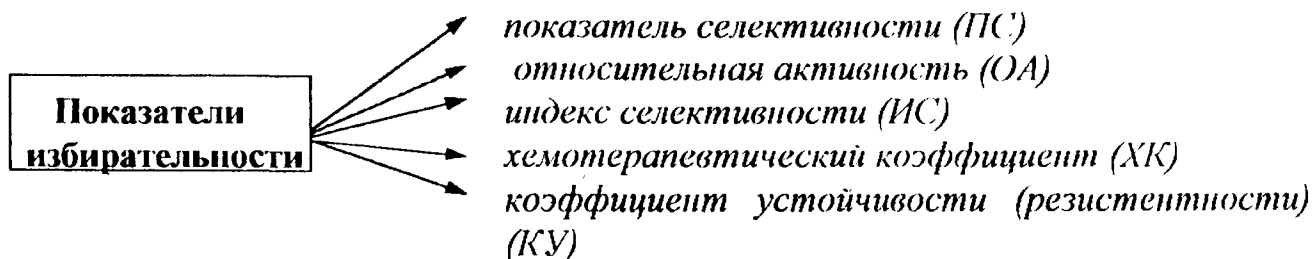 Показатели
избирательности
показатель селективности (ПС)
относительная активность (ОА)
индекс селективности (ИС)
хемотерапевтический коэффициент (ХК)
коэффициент устойчивости (резистентности)
(КУ)